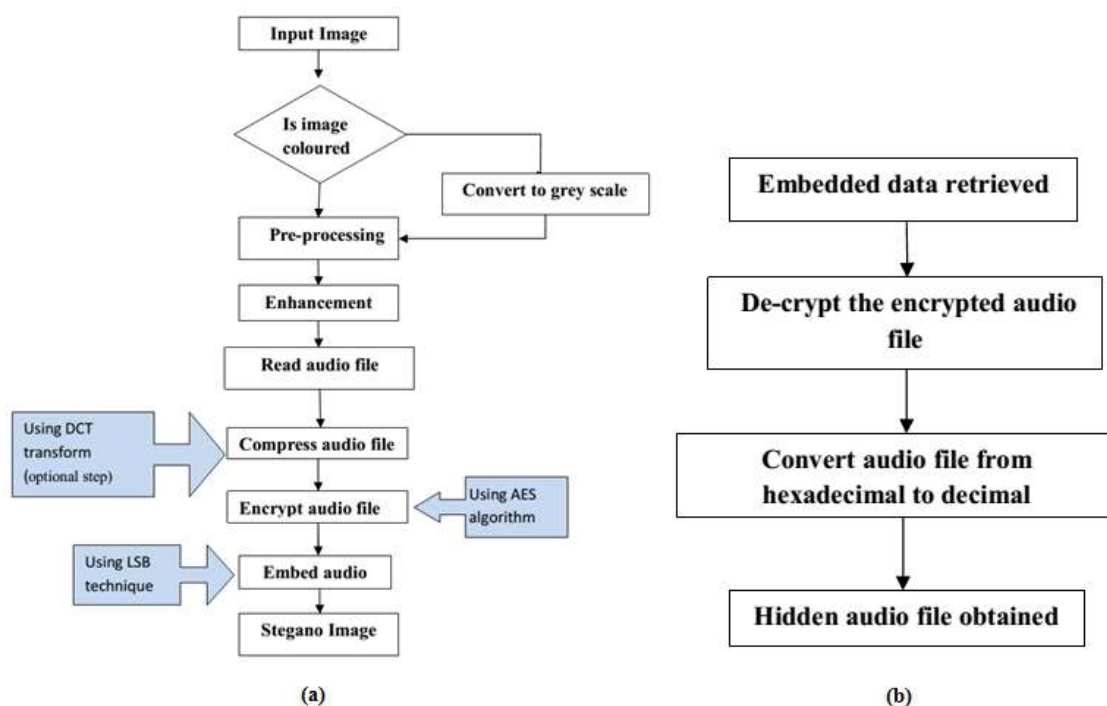 Input Image
Is image
coloured
Convert to grey scale
Pre-processing
Enhancement
Read audio file
Using DCT
transform
(optional step)
Compress audio file
Encrypt audio file
Using AES
algorithm
Using LSB
technique
Embed audio
Stegano Image
(a)
Embedded data retrieved
De-crypt the encrypted audio
file
Convert audio file from
hexadecimal to decimal
Hidden audio file obtained
(b)